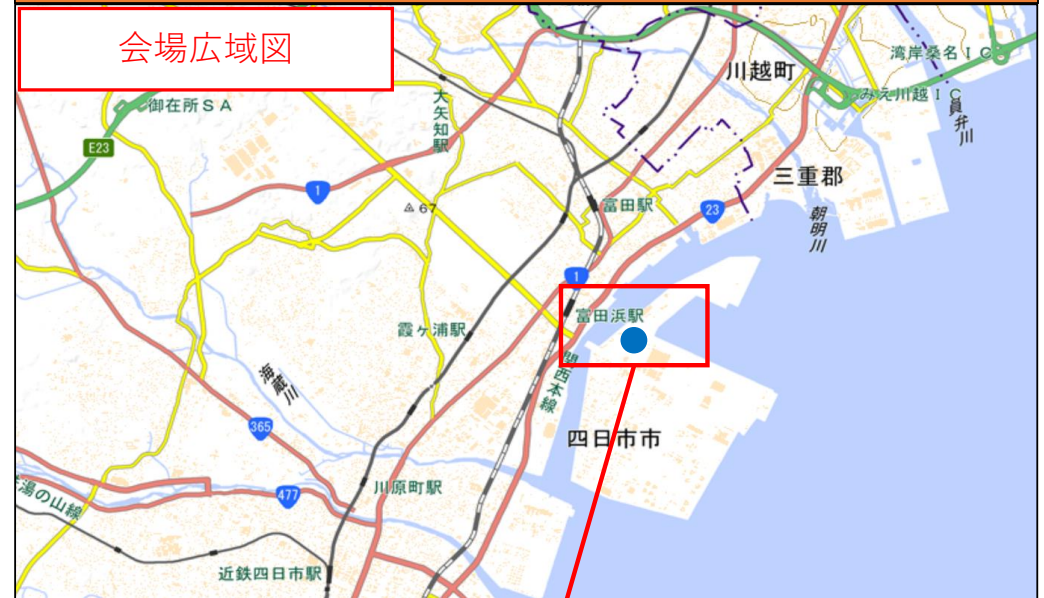 会場広域図
湾岸桑名IC
川越町
みえ川越IC
員弁川
御在所SA
大矢知駅
E23
三重郡
1
67
富田駅
23
朝明川
1
富田浜駅
霞ヶ浦駅
関西本線
海蔵川
365
四日市市
477
川原町駅
湯の山線
近鉄四日市駅